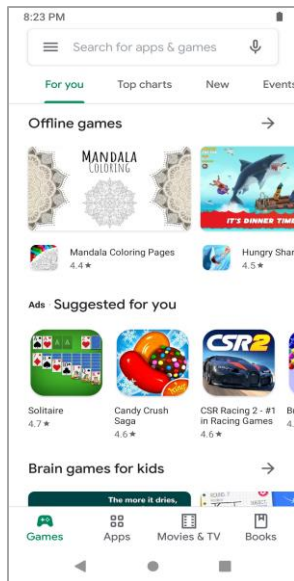 8:23 PM
Search for apps & games
For you Top charts New Events
Offline games
MANDALA
COLORING
IT'S DINNER TIME
Mandala Coloring Pages
4.4★
Hungry Shar
4.5★
Ads · Suggested for you
CSR2
Solitaire
4.7★
Candy Crush
Saga
4.6★
CSR Racing 2 - #1
in Racing Games
4.6★
Brain games for kids
The more it dries,
Games Apps Movies & TV Books